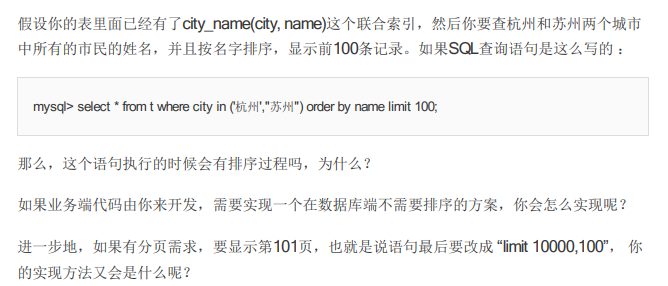 假设你的表里面已经有了city_name(city, name)这个联合索引，然后你要查杭州和苏州两个城市
中所有的市民的姓名，并且按名字排序，显示前100条记录。如果SQL查询语句是这么写的 ：
mysql> select * from t where city in ('杭州',"苏州") order by name limit 100;
那么，这个语句执行的时候会有排序过程吗，为什么？
如果业务端代码由你来开发，需要实现一个在数据库端不需要排序的方案，你会怎么实现呢？
进一步地，如果有分页需求，要显示第101页，也就是说语句最后要改成 “limit 10000,100”， 你
的实现方法又会是什么呢？